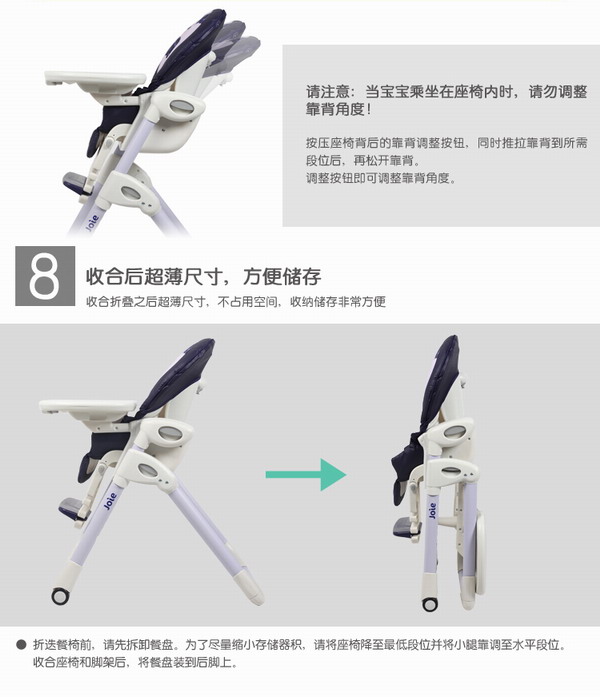 请注意：当宝宝乘坐在座椅内时，请勿调整
靠背角度！
按压座椅背后的靠背调整按钮，同时推拉靠背到所需
段位后，再松开靠背。
调整按钮即可调整靠背角度。
Joie
8
收合后超薄尺寸，方便储存
收合折叠之后超薄尺寸，不占用空间，收纳储存非常方便
Joie
Joie
● 折迭餐椅前，请先拆卸餐盘。为了尽量缩小存储器积，请将座椅降至最低段位并将小腿靠调至水平段位。
收合座椅和脚架后，将餐盘装到后脚上。